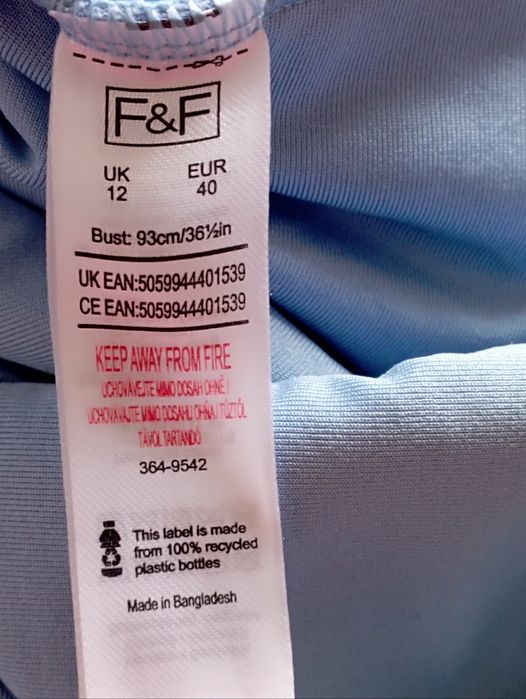 F&F
UK EUR
12 40
Bust: 93cm/36½in
UK EAN:5059944401539
CE EAN:5059944401539
KEEP AWAY FROM FIRE
UCHOVÁVEJTE MIMO DOSAH OHNĚ /
UCHOVÁVAJTE MIMO DOSAHU OHŇA / TŰZTŐL
TÁVOL TARTANDÓ
364-9542
This label is made
from 100% recycled
plastic bottles
Made in Bangladesh